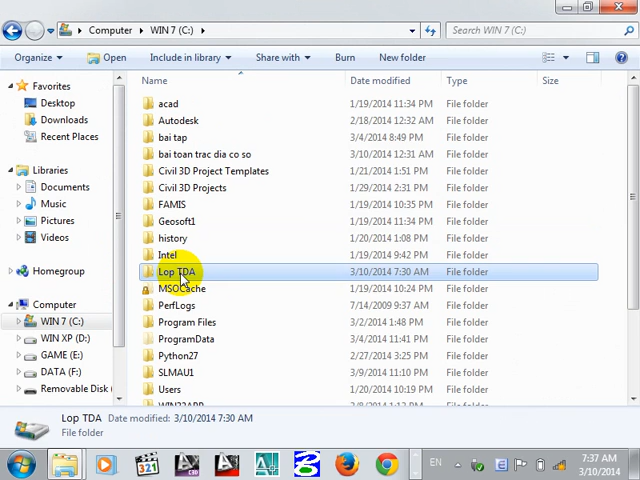 Computer ▸ WIN 7 (C:) ▸
Search WIN 7 (C:)
Organize Open Include in library Share with Burn New folder
Name Date modified Type Size
Favorites
Desktop
Downloads
Recent Places
Libraries
Documents
Music
Pictures
Videos
Homegroup
Computer
WIN 7 (C:)
WIN XP (D:)
GAME (E:)
DATA (F:)
Removable Disk
acad 1/19/2014 11:34 PM File folder
Autodesk 2/18/2014 12:32 AM File folder
bai tap 3/4/2014 8:49 PM File folder
bai toan trac dia co so 3/10/2014 12:31 AM File folder
Civil 3D Project Templates 1/21/2014 1:51 PM File folder
Civil 3D Projects 1/29/2014 2:31 PM File folder
FAMIS 1/19/2014 10:35 PM File folder
Geosoft1 1/19/2014 11:34 PM File folder
history 1/20/2014 1:08 PM File folder
Intel 1/19/2014 9:42 PM File folder
Lop TDA 3/10/2014 7:30 AM File folder
MSOCache 1/19/2014 10:24 PM File folder
PerfLogs 7/14/2009 9:37 AM File folder
Program Files 3/2/2014 1:48 PM File folder
ProgramData 3/4/2014 11:41 PM File folder
Python27 2/27/2014 3:25 PM File folder
SLMAU1 3/9/2014 11:10 PM File folder
Users 1/20/2014 10:19 PM File folder
Lop TDA Date modified: 3/10/2014 7:30 AM
File folder
321
EN
7:37 AM
3/10/2014